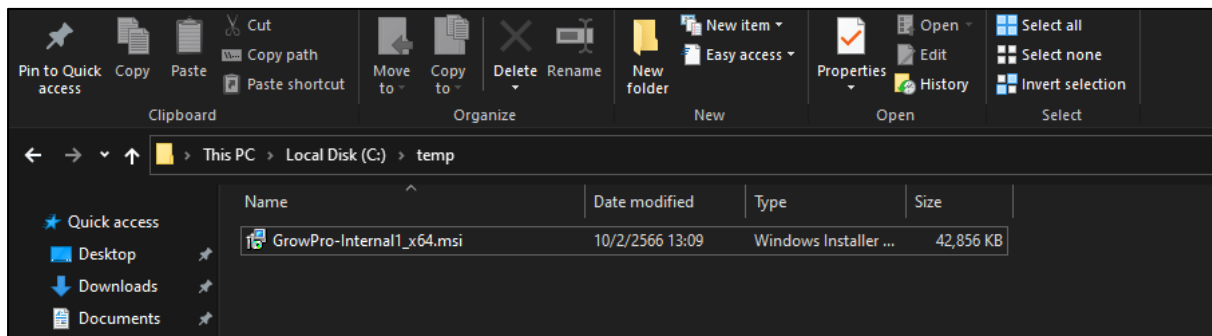 Pin to Quick access
Copy
Paste
Cut
Copy path
Paste shortcut
Clipboard
Move to
Copy to
Delete
Rename
Organize
New folder
New item
Easy access
New
Properties
Open
Edit
History
Open
Select all
Select none
Invert selection
Select
This PC > Local Disk (C:) > temp
Name Date modified Type Size
Quick access
GrowPro-Internal1_x64.msi 10/2/2566 13:09 Windows Installer ... 42,856 KB
Desktop
Downloads
Documents